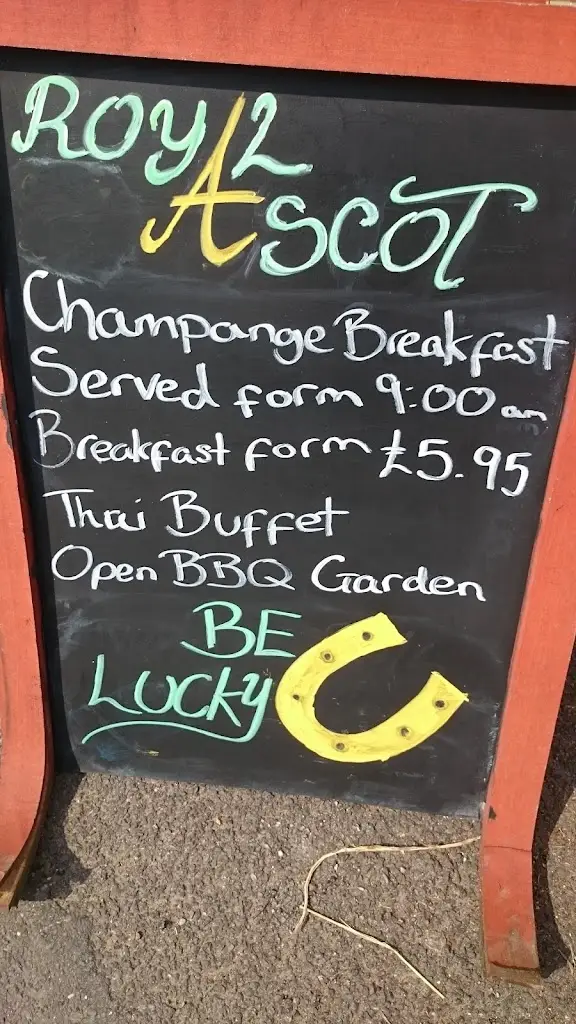 ROYAL
ASCOT
Champange Breakfast
Served form 9:00 am
Breakfast form £5.95
Thai Buffet
Open BBQ Garden
BE
LUCKY